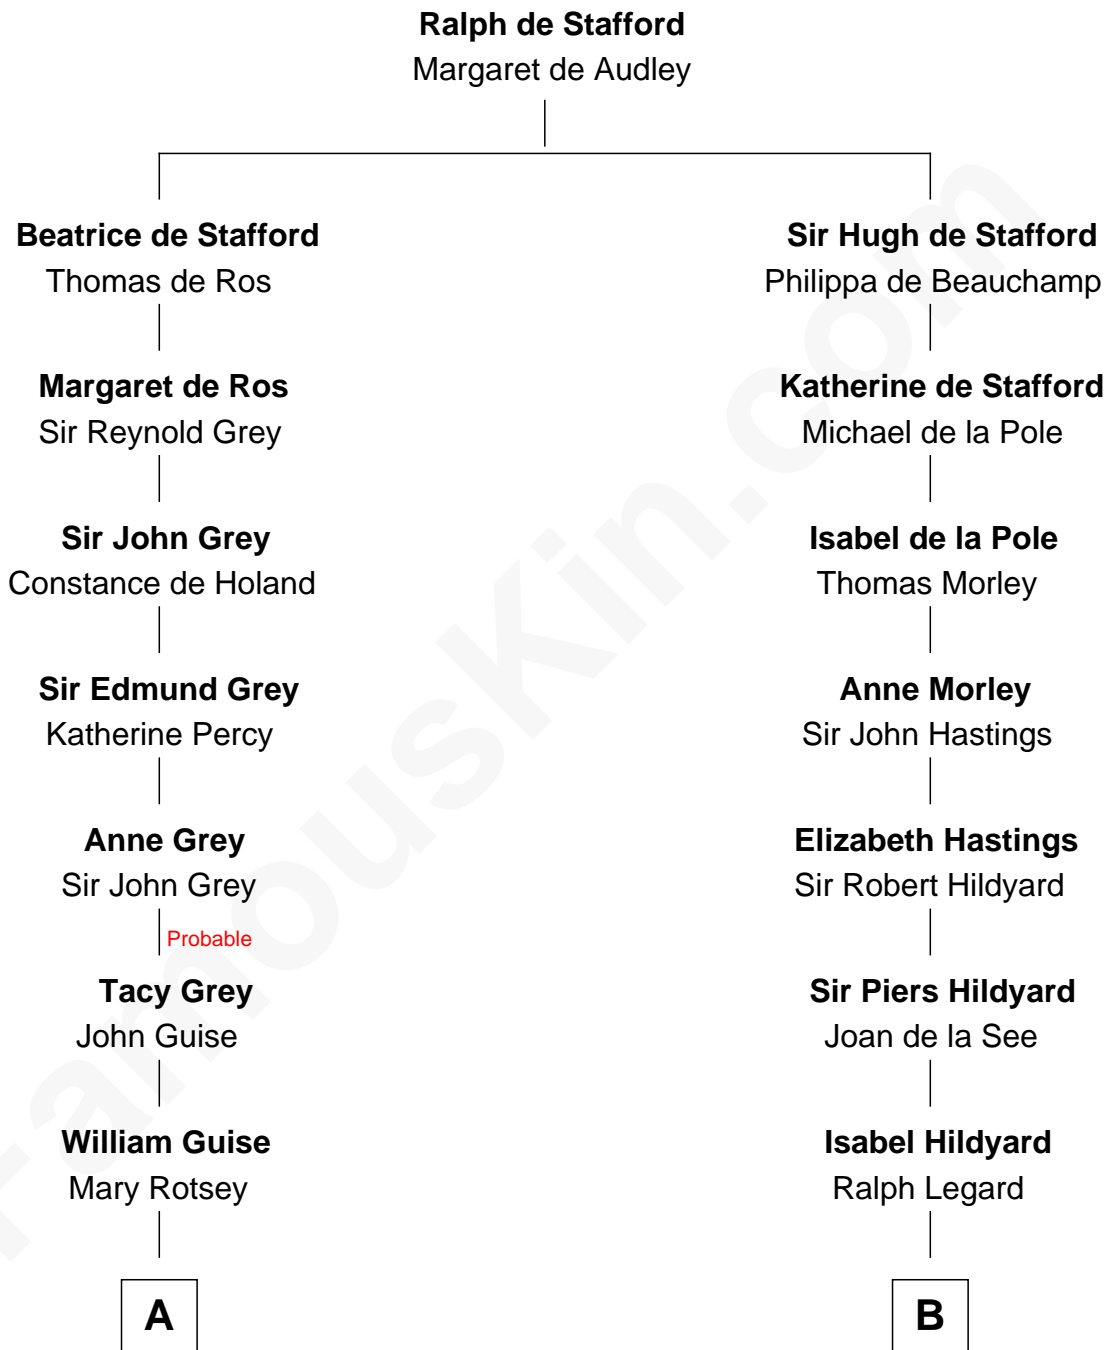 Ralph de Stafford
Margaret de Audley
Beatrice de Stafford
Thomas de Ros
Margaret de Ros
Sir Reynold Grey
Sir John Grey
Constance de Holand
Sir Edmund Grey
Katherine Percy
Anne Grey
Sir John Grey
Probable
Tacy Grey
John Guise
William Guise
Mary Rotsey
A
Sir Hugh de Stafford
Philippa de Beauchamp
Katherine de Stafford
Michael de la Pole
Isabel de la Pole
Thomas Morley
Anne Morley
Sir John Hastings
Elizabeth Hastings
Sir Robert Hildyard
Sir Piers Hildyard
Joan de la See
Isabel Hildyard
Ralph Legard
B
FamousKin.com